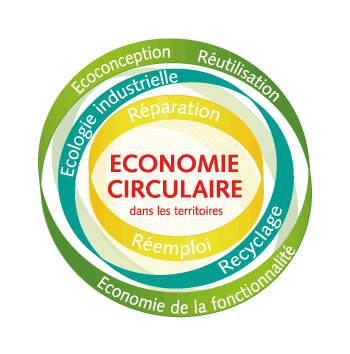 Ecoconception
Réutilisation
Ecologie industrielle
Réparation
ECONOMIE
CIRCULAIRE
dans les territoires
Réemploi
Recyclage
Economie de la fonctionnalité